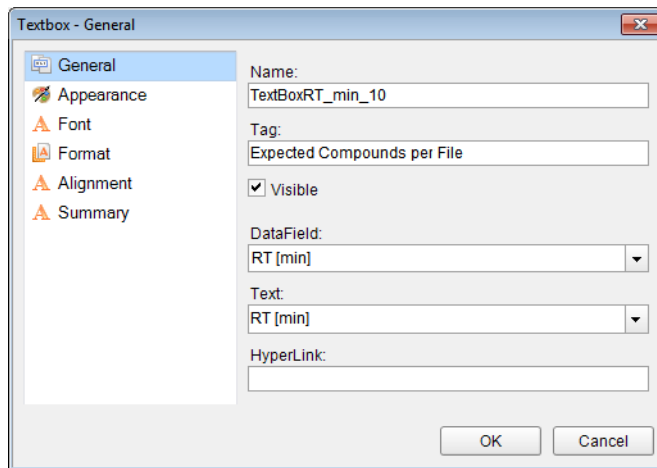 Textbox - General
General
Appearance
Font
Format
Alignment
Summary
Name:
TextBoxRT_min_10
Tag:
Expected Compounds per File
Visible
DataField:
RT [min]
Text:
RT [min]
HyperLink:
OK
Cancel